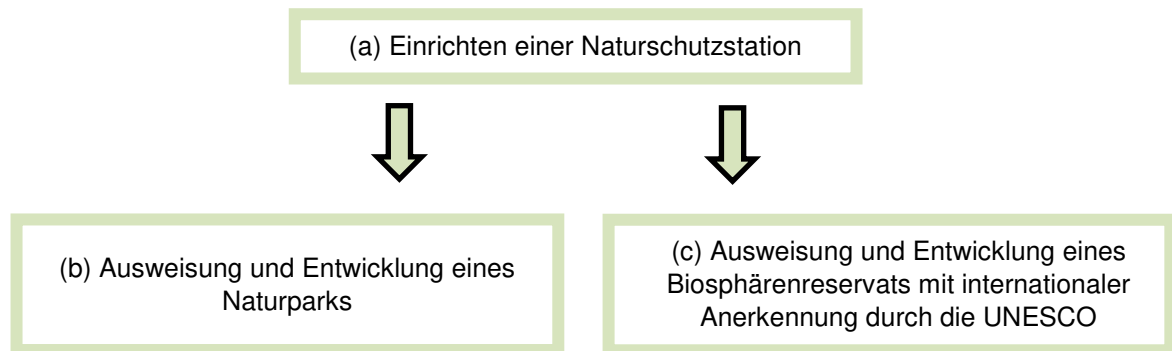 (a) Einrichten einer Naturschutzstation
(b) Ausweisung und Entwicklung eines
Naturparks
(c) Ausweisung und Entwicklung eines
Biosphärenreservats mit internationaler
Anerkennung durch die UNESCO